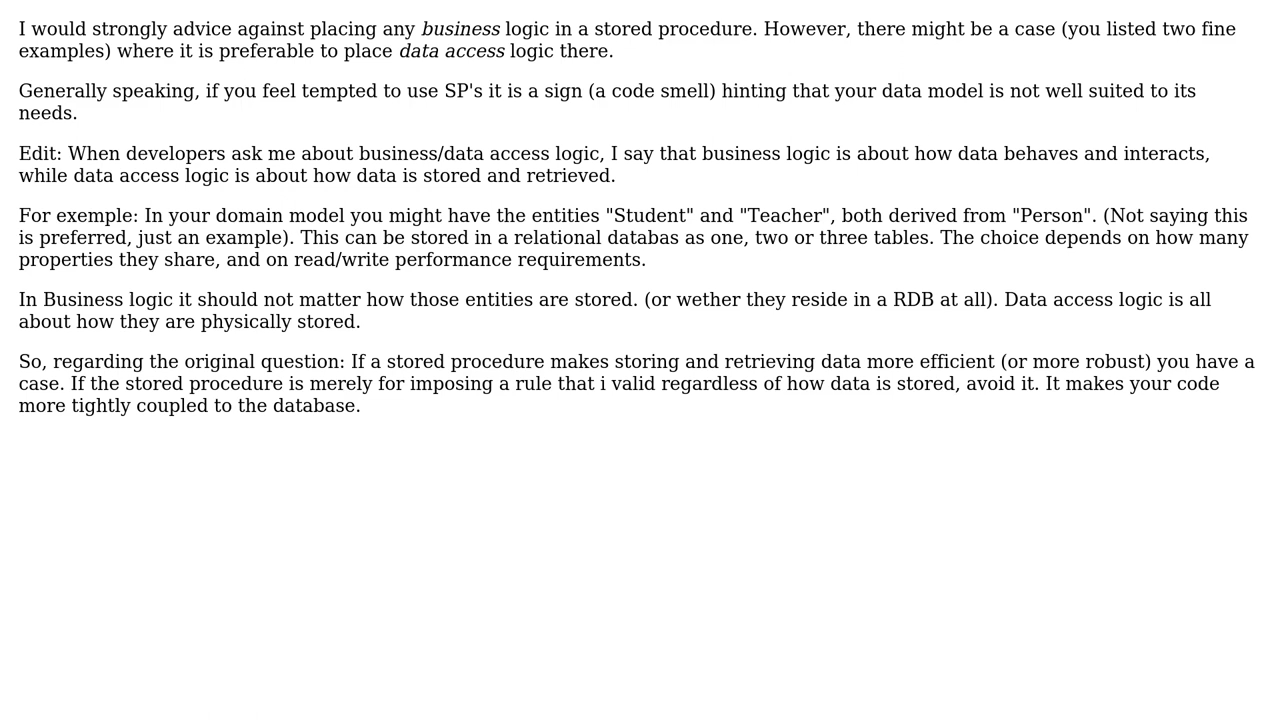 I would strongly advice against placing any business logic in a stored procedure. However, there might be a case (you listed two fine
examples) where it is preferable to place data access logic there.
Generally speaking, if you feel tempted to use SP's it is a sign (a code smell) hinting that your data model is not well suited to its
needs.
Edit: When developers ask me about business/data access logic, I say that business logic is about how data behaves and interacts,
while data access logic is about how data is stored and retrieved.
For exemple: In your domain model you might have the entities "Student" and "Teacher", both derived from "Person". (Not saying this
is preferred, just an example). This can be stored in a relational databas as one, two or three tables. The choice depends on how many
properties they share, and on read/write performance requirements.
In Business logic it should not matter how those entities are stored. (or wether they reside in a RDB at all). Data access logic is all
about how they are physically stored.
So, regarding the original question: If a stored procedure makes storing and retrieving data more efficient (or more robust) you have a
case. If the stored procedure is merely for imposing a rule that i valid regardless of how data is stored, avoid it. It makes your code
more tightly coupled to the database.